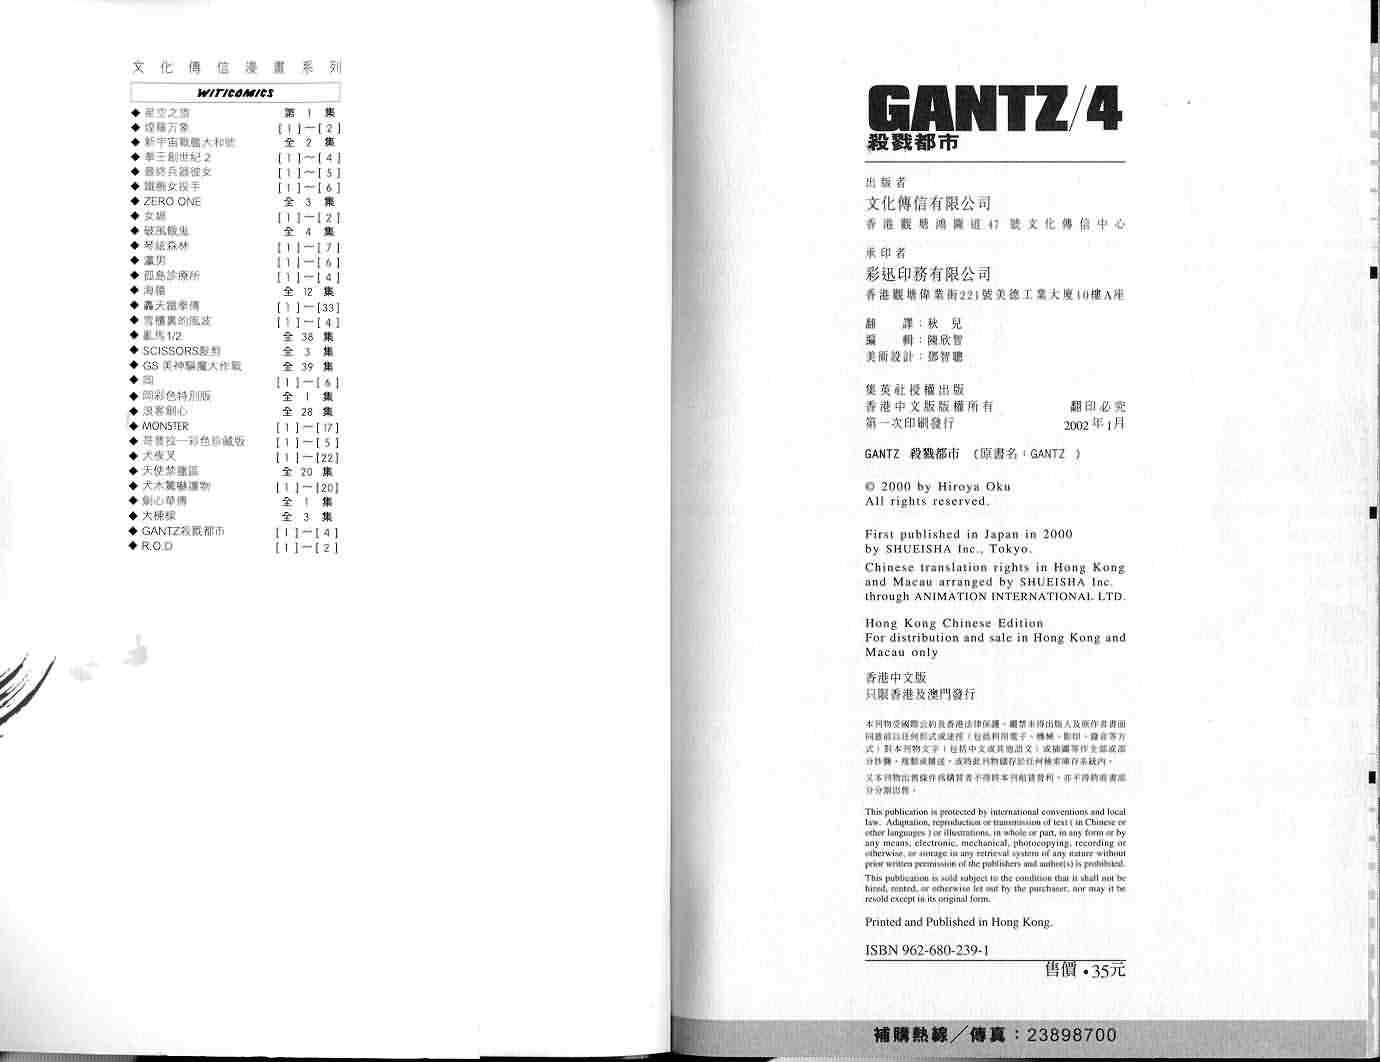 文化傳信漫畫系列
WITICOMICS
◆ 星空之旅 第 1 集
◆ 煌羅万象 [ 1 ]～[ 2 ]
◆ 新宇宙戰艦大和號 全 2 集
◆ 拳王創世紀 2 [ 1 ]～[ 4 ]
◆ 最終兵器彼女 [ 1 ]～[ 5 ]
◆ 鐵腕女投手 [ 1 ]～[ 6 ]
◆ ZERO ONE 全 3 集
◆ 女媧 [ 1 ]～[ 2 ]
◆ 破風餓鬼 全 4 集
◆ 琴絃森林 [ 1 ]～[ 7 ]
◆ 瀛男 [ 1 ]～[ 6 ]
◆ 孤島診療所 [ 1 ]～[ 4 ]
◆ 海猿 全 12 集
◆ 轟天鐵拳傳 [ 1 ]～[33]
◆ 雪櫃裏的風波 [ 1 ]～[ 4 ]
◆ 亂馬1/2 全 38 集
◆ SCISSORS髮剪 全 3 集
◆ GS 美神驅魔大作戰 全 39 集
◆ 岡 [ 1 ]～[ 6 ]
◆ 岡彩色特別版 全 1 集
◆ 浪客劍心 全 28 集
◆ MONSTER [ 1 ]～[17]
◆ 哥普拉—彩色珍藏版 [ 1 ]～[ 5 ]
◆ 犬夜叉 [ 1 ]～[22]
◆ 天使禁獵區 全 20 集
◆ 犬木驚嚇讀物 [ 1 ]～[20]
◆ 劍心華傳 全 1 集
◆ 大棟樑 全 3 集
◆ GANTZ殺戮都市 [ 1 ]～[ 4 ]
◆ R.O.D [ 1 ]～[ 2 ]
GANTZ/4
殺戮都市
出版者
文化傳信有限公司
香港觀塘鴻圖道47 號文化傳信中心
承印者
彩迅印務有限公司
香港觀塘偉業街221號美德工業大廈10樓A座
翻 譯：秋 兒
編 輯：陳欣智
美術設計：鄧智聰
集英社授權出版
香港中文版版權所有 翻印必究
第一次印刷發行 2002年1月
GANTZ 殺戮都市 （原書名：GANTZ ）
© 2000 by Hiroya Oku
All rights reserved.
First published in Japan in 2000
by SHUEISHA Inc., Tokyo.
Chinese translation rights in Hong Kong
and Macau arranged by SHUEISHA Inc.
through ANIMATION INTERNATIONAL LTD.
Hong Kong Chinese Edition
For distribution and sale in Hong Kong and
Macau only
香港中文版
只限香港及澳門發行
本刊物受國際公約及香港法律保護。嚴禁未得出版人及原作者書面
同意前以任何形式或途徑（包括利用電子、機械、影印、錄音等方
式）對本刊物文字（包括中文或其他語文）或插圖等作全部或部
分抄襲、複製或播送，或將此刊物儲存於任何檢索庫存系統內。
又本刊物出售條件為購買者不得將本刊租賃營利，亦不得將原書部
分分割出售。
This publication is protected by international conventions and local
law. Adaptation, reproduction or transmission of text ( in Chinese or
other languages ) or illustrations, in whole or part, in any form or by
any means, electronic, mechanical, photocopying, recording or
otherwise, or storage in any retrieval system of any nature without
prior written permission of the publishers and author(s) is prohibited.
This publication is sold subject to the condition that it shall not be
hired, rented, or otherwise let out by the purchaser, nor may it be
resold except in its original form.
Printed and Published in Hong Kong.
ISBN 962-680-239-1
售價・35元
補購熱線／傳真：23898700